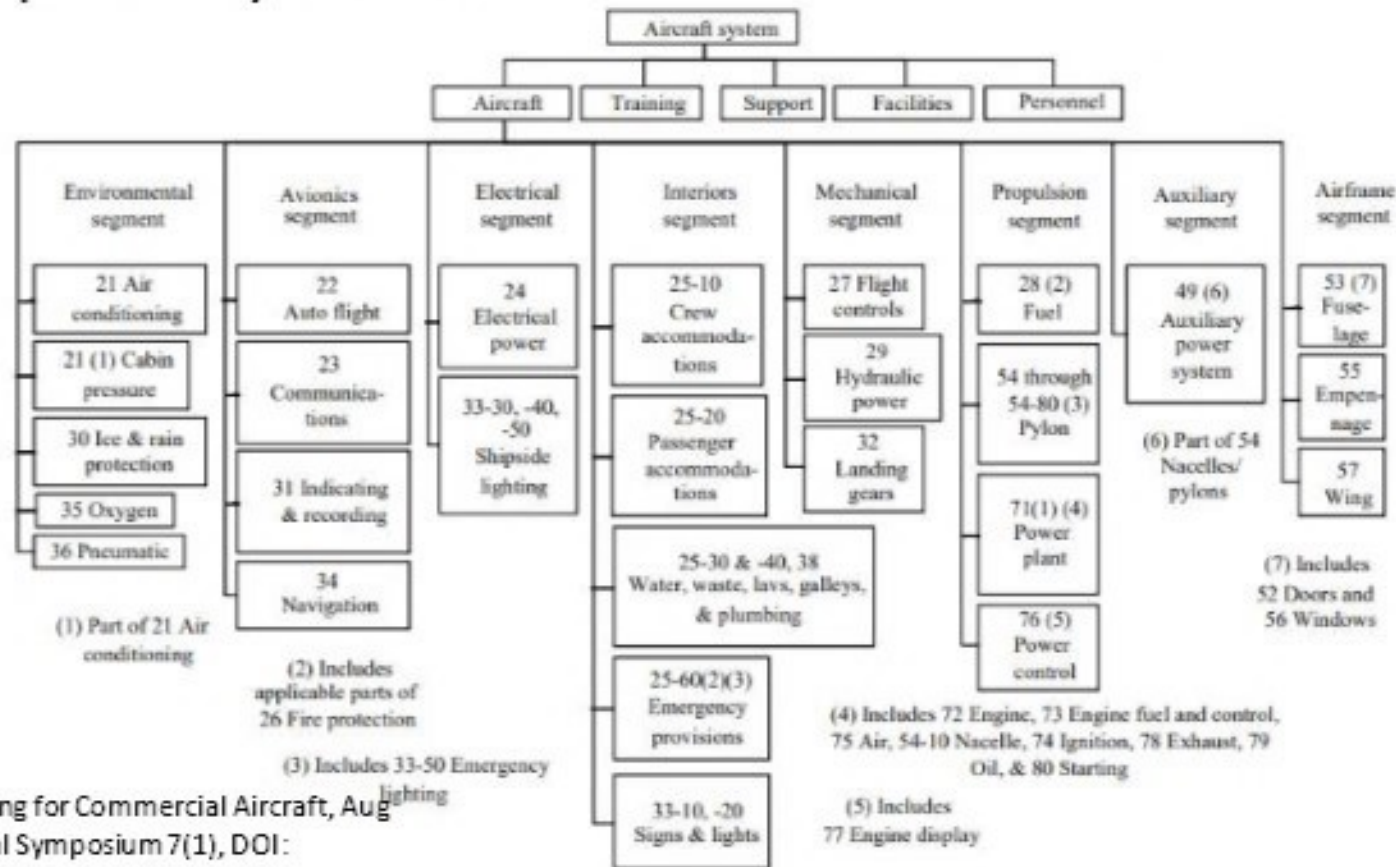 Aircraft system
Aircraft
Training
Support
Facilities
Personnel
Environmental
segment
21 Air
conditioning
21 (1) Cabin
pressure
30 Ice & rain
protection
35 Oxygen
36 Pneumatic
(1) Part of 21 Air
conditioning
Avionics
segment
22
Auto flight
23
Communica-
tions
31 Indicating
& recording
34
Navigation
(2) Includes
applicable parts of
26 Fire protection
(3) Includes 33-50 Emergency
lighting
Electrical
segment
24
Electrical
power
33-30, -40,
-50
Shipside
lighting
Interiors
segment
25-10
Crew
accommoda-
tions
25-20
Passenger
accommoda-
tions
25-30 & -40, 38
Water, waste, lavs, galleys,
& plumbing
25-60(2)(3)
Emergency
provisions
33-10, -20
Signs & lights
Mechanical
segment
27 Flight
controls
29
Hydraulic
power
32
Landing
gears
Propulsion
segment
28 (2)
Fuel
54 through
54-80 (3)
Pylon
71(1) (4)
Power
plant
76 (5)
Power
control
(4) Includes 72 Engine, 73 Engine fuel and control,
75 Air, 54-10 Nacelle, 74 Ignition, 78 Exhaust, 79
Oil, & 80 Starting
(5) Includes
77 Engine display
Auxiliary
segment
49 (6)
Auxiliary
power
system
(6) Part of 54
Nacelles/
pylons
Airframe
segment
53 (7)
Fuse-
lage
55
Empen-
nage
57
Wing
(7) Includes
52 Doors and
56 Windows
ng for Commercial Aircraft, Aug
al Symposium 7(1), DOI: